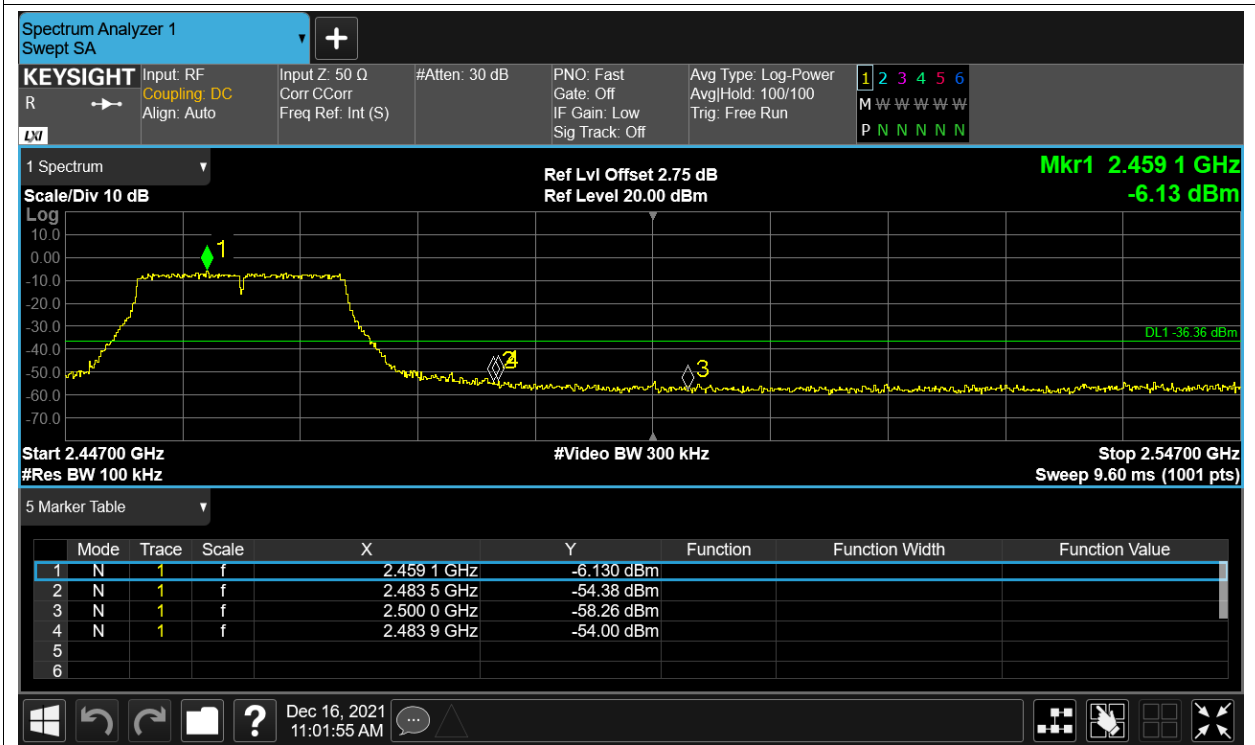 Spectrum Analyzer 1
Swept SA
+
KEYSIGHT Input: RF Input Z: 50 Ω #Atten: 30 dB PNO: Fast Avg Type: Log-Power 1 2 3 4 5 6
R Coupling: DC Corr CCorr Gate: Off Avg|Hold: 100/100 M W W W W W W
Align: Auto Freq Ref: Int (S) IF Gain: Low Trig: Free Run
LXI Sig Track: Off P N N N N N N
1 Spectrum Ref Lvl Offset 2.75 dB Mkr1 2.459 1 GHz
Scale/Div 10 dB Ref Level 20.00 dBm -6.13 dBm
Log
10.0
1
0.00
-10.0
-20.0
-30.0
DL1 -36.36 dBm
-40.0
2 4 3
-50.0
-60.0
-70.0
Start 2.44700 GHz #Video BW 300 kHz Stop 2.54700 GHz
#Res BW 100 kHz Sweep 9.60 ms (1001 pts)
5 Marker Table
Mode Trace Scale X Y Function Function Width Function Value
1 N 1 f 2.459 1 GHz -6.130 dBm
2 N 1 f 2.483 5 GHz -54.38 dBm
3 N 1 f 2.500 0 GHz -58.26 dBm
4 N 1 f 2.483 9 GHz -54.00 dBm
5
6
? Dec 16, 2021
11:01:55 AM